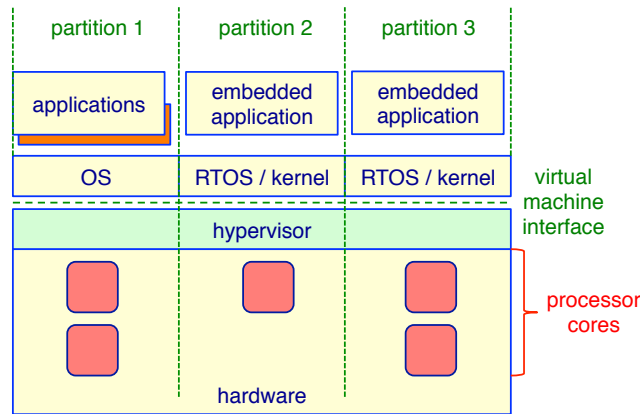 partition 1
partition 2
partition 3
applications
embedded
application
embedded
application
OS
RTOS / kernel
RTOS / kernel
virtual
machine
interface
hypervisor
processor
cores
hardware